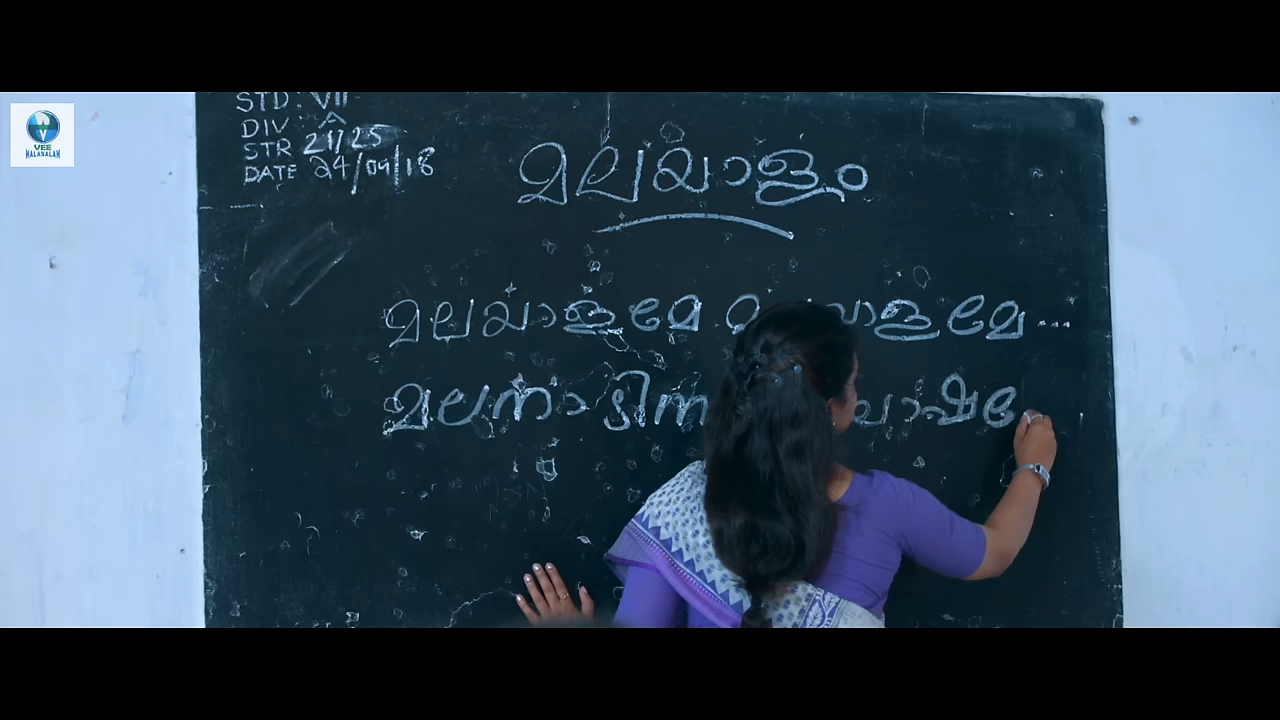 VEE
MALAYALAM
STD : VII
DIV : A
STR 21/25
DATE 24/09/18
മലയാളം
മലയാളമേ ...
മലനാടിന്